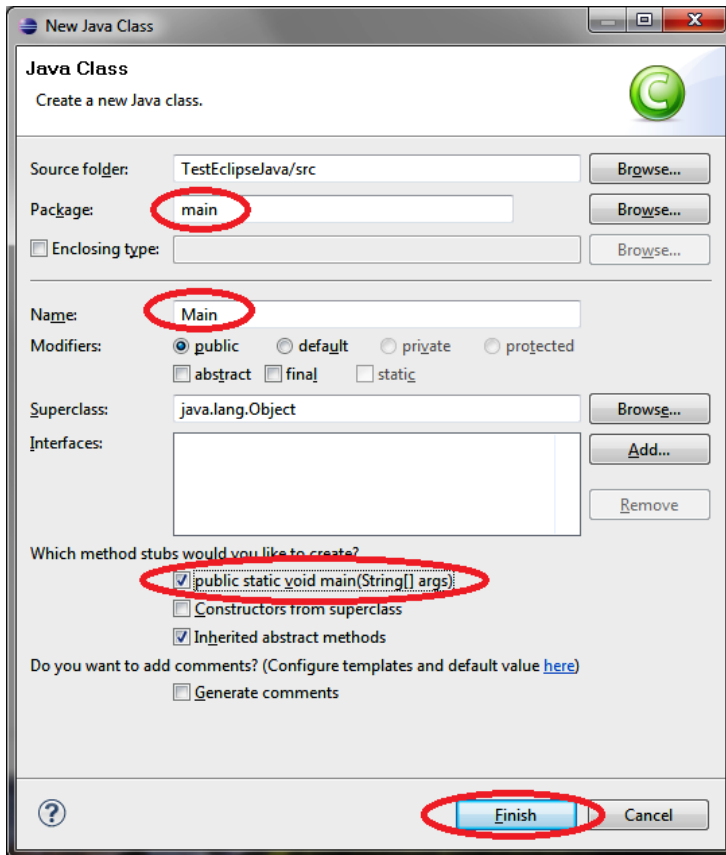 New Java Class
Java Class
Create a new Java class.
C
Source folder: TestEclipseJava/src Browse...
Package: main Browse...
Enclosing type: Browse...
Name: Main
Modifiers: public default private protected
abstract final static
Superclass: java.lang.Object Browse...
Interfaces: Add...
Remove
Which method stubs would you like to create?
public static void main(String[] args)
Constructors from superclass
Inherited abstract methods
Do you want to add comments? (Configure templates and default value here)
Generate comments
? Finish Cancel